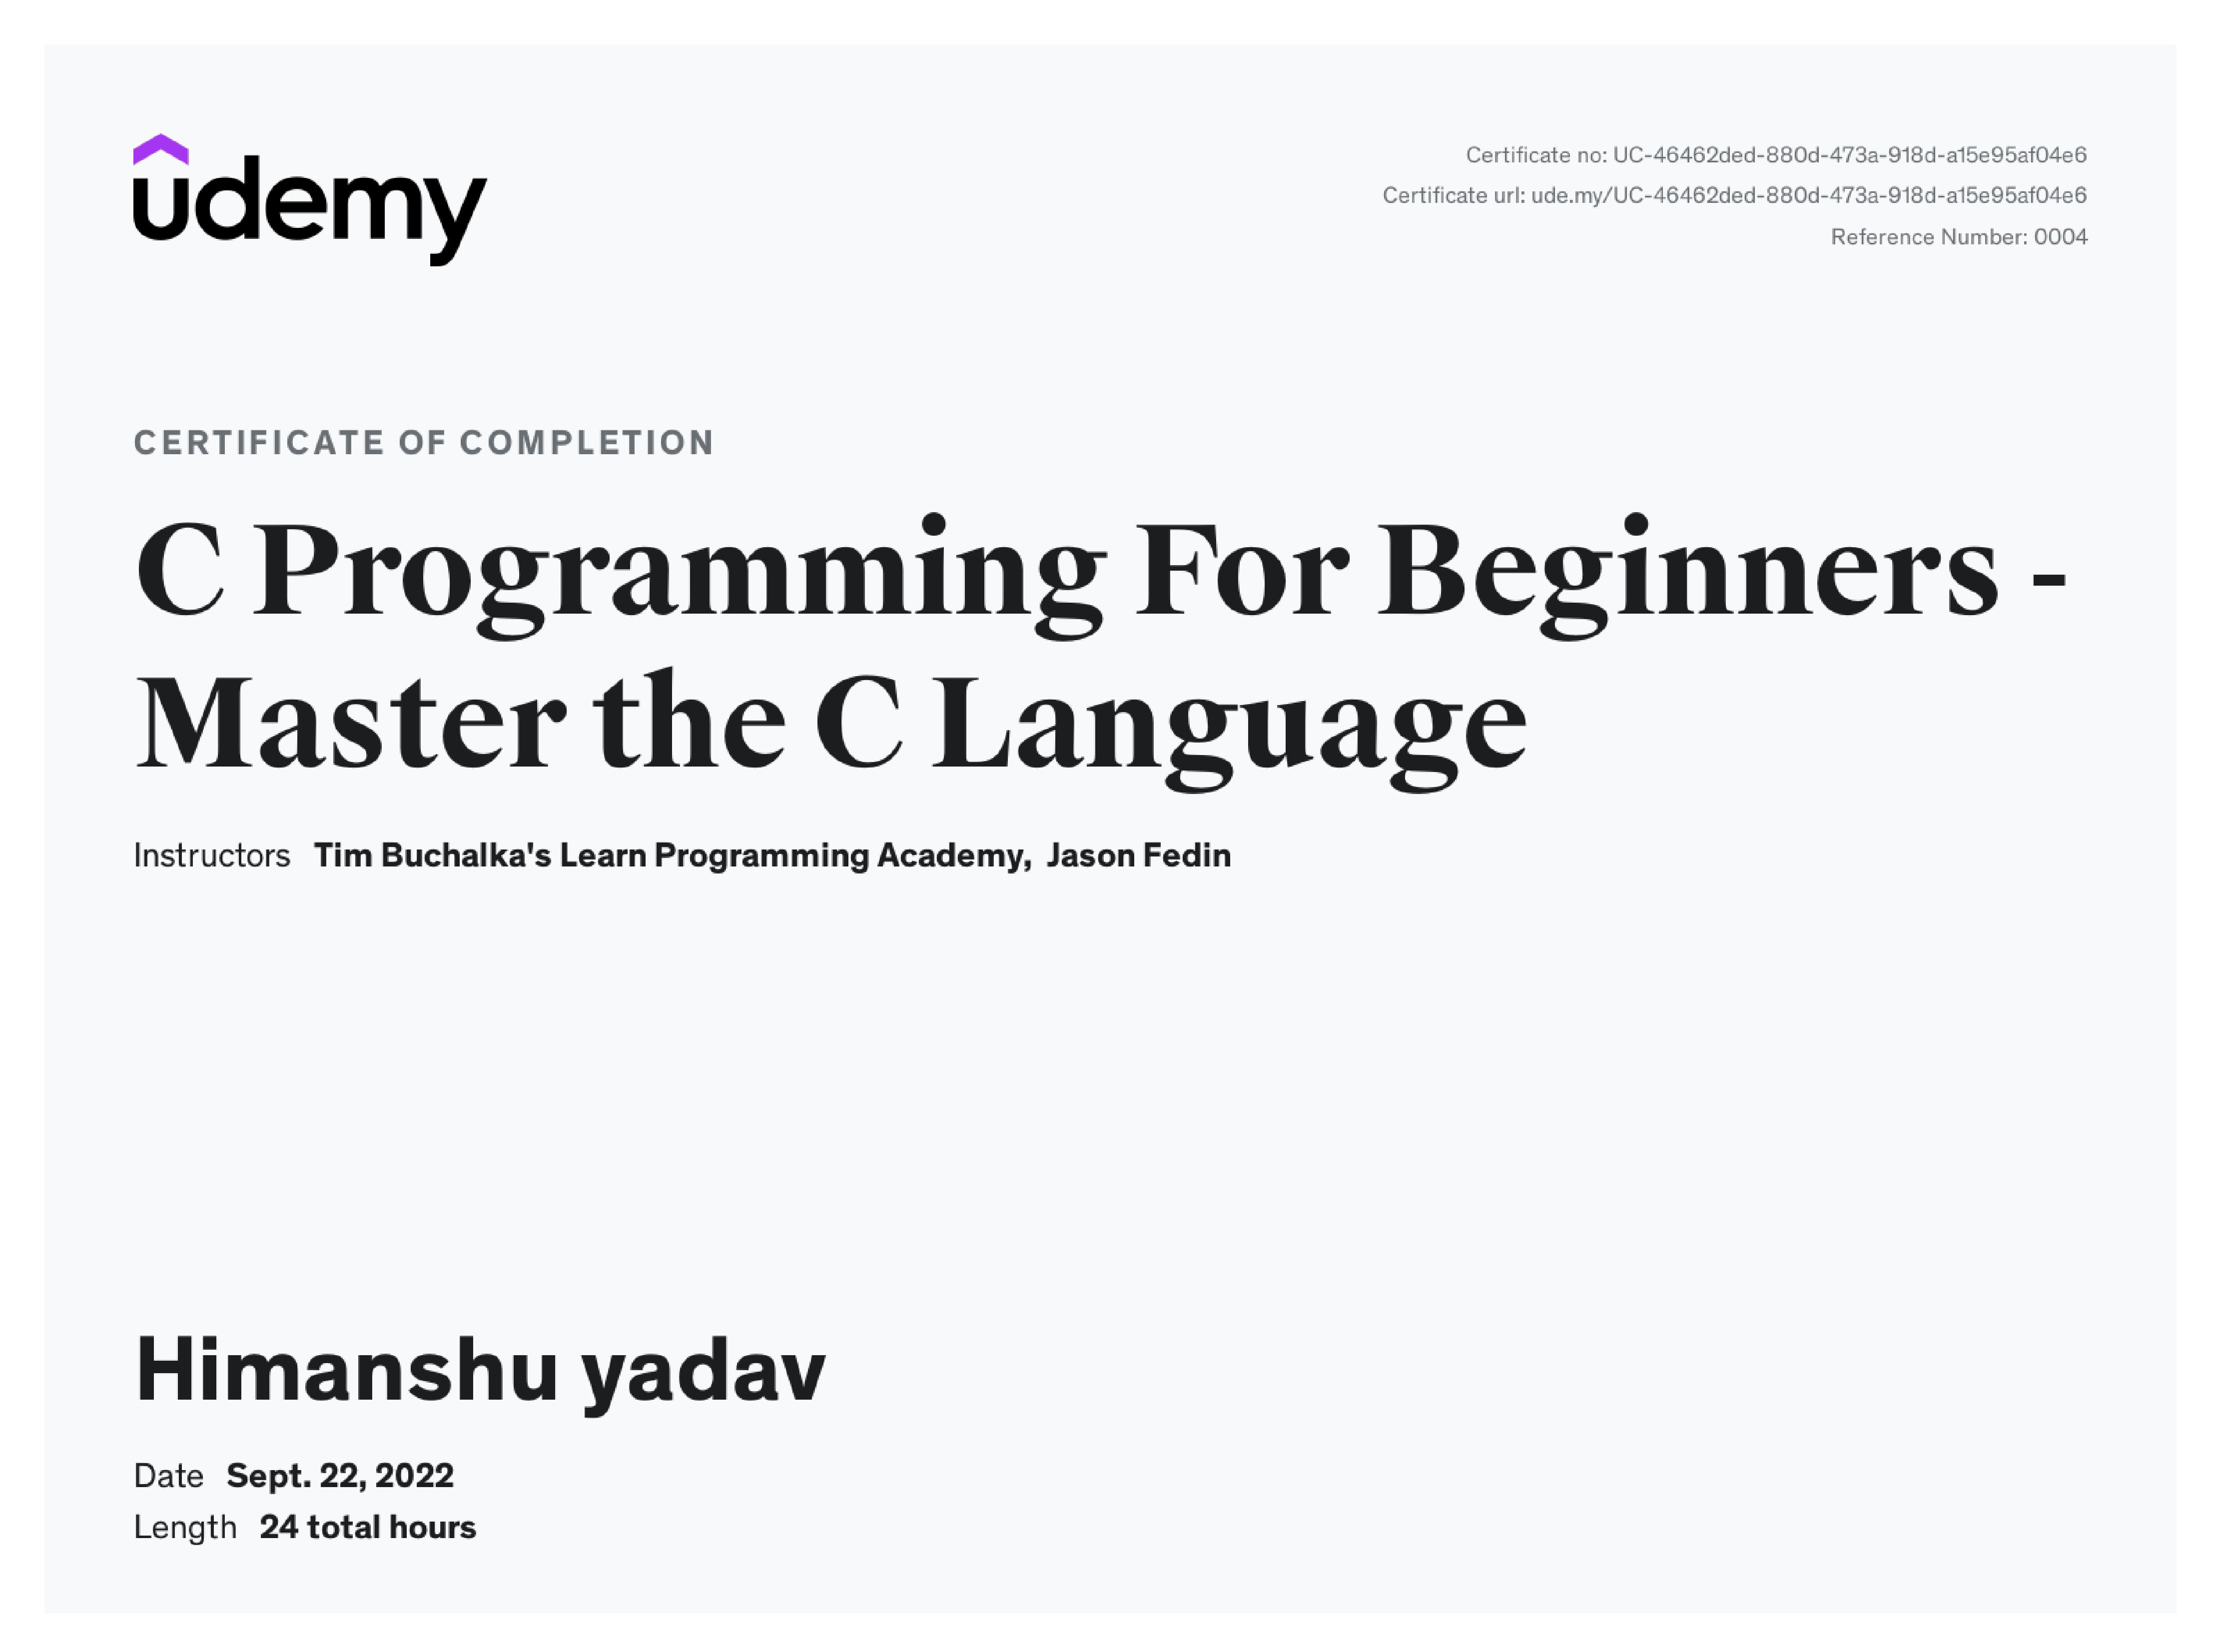 udemy
Certificate no: UC-46462ded-880d-473a-918d-a15e95af04e6
Certificate url: ude.my/UC-46462ded-880d-473a-918d-a15e95af04e6
Reference Number: 0004
CERTIFICATE OF COMPLETION
C Programming For Beginners -
Master the C Language
Instructors Tim Buchalka's Learn Programming Academy, Jason Fedin
Himanshu yadav
Date Sept. 22, 2022
Length 24 total hours